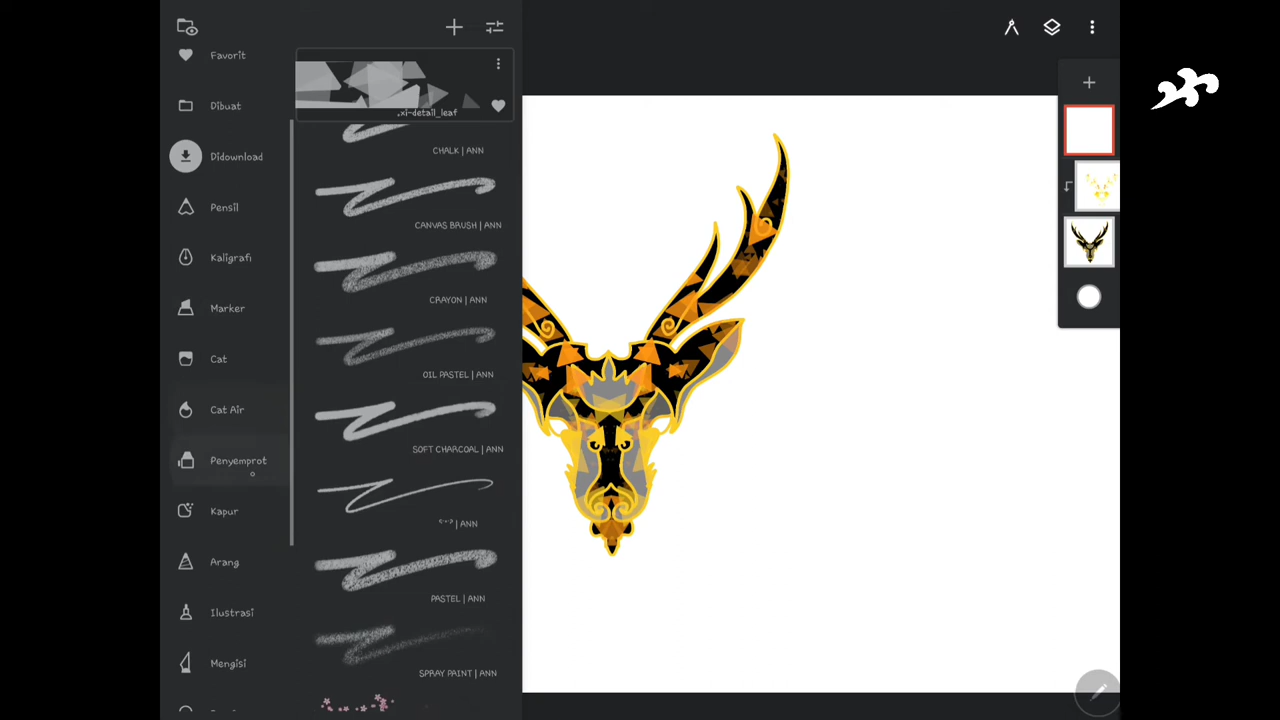 Favorit
Dibuat
Didownload
Pensil
Kaligrafi
Marker
Cat
Cat Air
Penyemprot
Kapur
Arang
Ilustrasi
Mengisi
.xi-detail_leaf
CHALK | ANN
CANVAS BRUSH | ANN
CRAYON | ANN
OIL PASTEL | ANN
SOFT CHARCOAL | ANN
| ANN
PASTEL | ANN
SPRAY PAINT | ANN